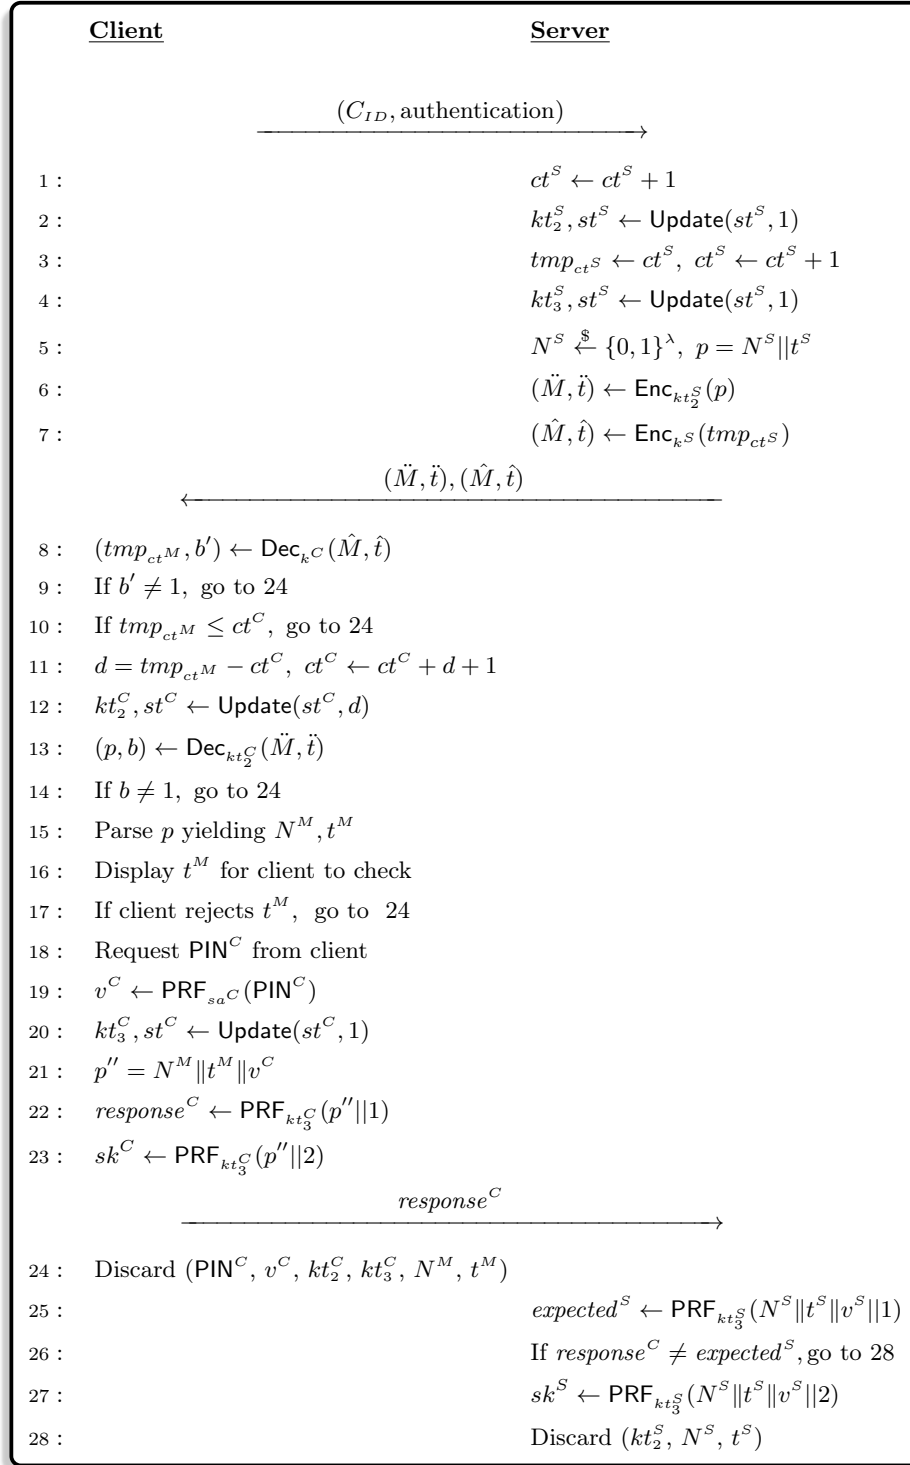 Client Server
(C_{ID}, authentication)
1 : ct^S ← ct^S + 1
2 : kt_2^S, st^S ← Update(st^S, 1)
3 : tmp_{ct^S} ← ct^S, ct^S ← ct^S + 1
4 : kt_3^S, st^S ← Update(st^S, 1)
5 : N^S ←$ {0, 1}^λ, p = N^S||t^S
6 : (M̈, ẗ) ← Enc_{kt_2^S}(p)
7 : (M̂, t̂) ← Enc_{k^S}(tmp_{ct^S})
(M̈, ẗ), (M̂, t̂)
8 : (tmp_{ct^M}, b′) ← Dec_{k^C}(M̂, t̂)
9 : If b′ ≠ 1, go to 24
10 : If tmp_{ct^M} ≤ ct^C, go to 24
11 : d = tmp_{ct^M} − ct^C, ct^C ← ct^C + d + 1
12 : kt_2^C, st^C ← Update(st^C, d)
13 : (p, b) ← Dec_{kt_2^C}(M̈, ẗ)
14 : If b ≠ 1, go to 24
15 : Parse p yielding N^M, t^M
16 : Display t^M for client to check
17 : If client rejects t^M, go to 24
18 : Request PIN^C from client
19 : v^C ← PRF_{sa^C}(PIN^C)
20 : kt_3^C, st^C ← Update(st^C, 1)
21 : p″ = N^M‖t^M‖v^C
22 : response^C ← PRF_{kt_3^C}(p″||1)
23 : sk^C ← PRF_{kt_3^C}(p″||2)
response^C
24 : Discard (PIN^C, v^C, kt_2^C, kt_3^C, N^M, t^M)
25 : expected^S ← PRF_{kt_3^S}(N^S‖t^S‖v^S||1)
26 : If response^C ≠ expected^S, go to 28
27 : sk^S ← PRF_{kt_3^S}(N^S‖t^S‖v^S||2)
28 : Discard (kt_2^S, N^S, t^S)